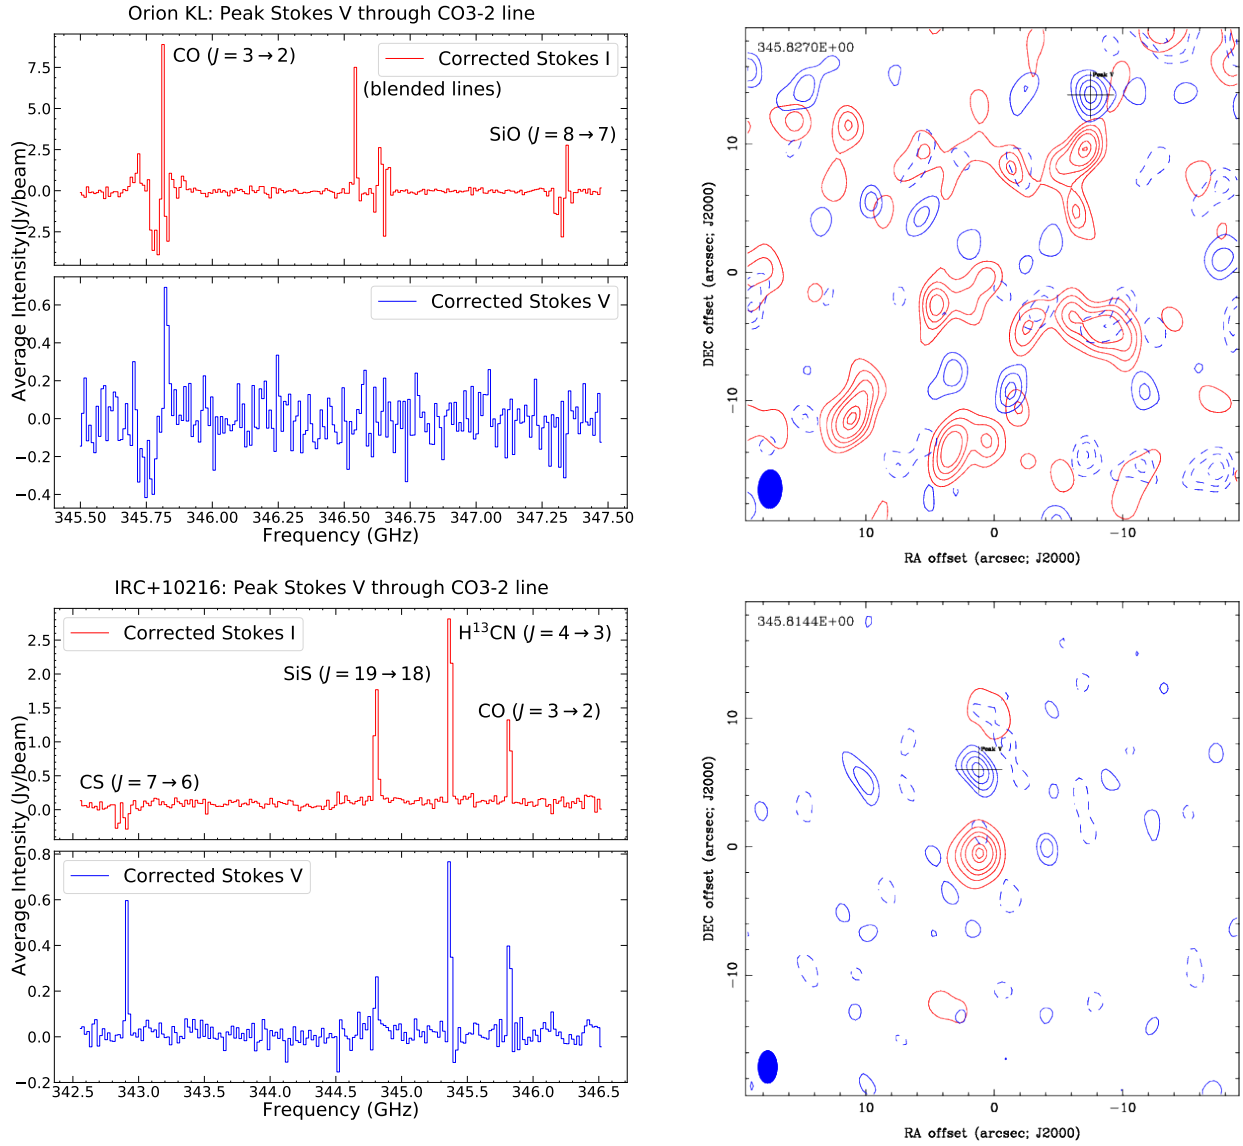 Orion KL: Peak Stokes V through CO3-2 line
CO (J = 3 → 2)
Corrected Stokes I
(blended lines)
SiO (J = 8 → 7)
7.5
5.0
2.5
0.0
−2.5
Corrected Stokes V
0.6
0.4
0.2
0.0
−0.2
−0.4
Average Intensity (Jy/beam)
345.50 345.75 346.00 346.25 346.50 346.75 347.00 347.25 347.50
Frequency (GHz)
345.8270E+00
Peak V
10
0
−10
DEC offset (arcsec; J2000)
10 0 −10
RA offset (arcsec; J2000)
IRC+10216: Peak Stokes V through CO3-2 line
Corrected Stokes I
H¹³CN (J = 4 → 3)
SiS (J = 19 → 18)
CO (J = 3 → 2)
CS (J = 7 → 6)
2.5
2.0
1.5
1.0
0.5
0.0
Corrected Stokes V
0.8
0.6
0.4
0.2
0.0
−0.2
Average Intensity (Jy/beam)
342.5 343.0 343.5 344.0 344.5 345.0 345.5 346.0 346.5
Frequency (GHz)
345.8144E+00
Peak V
10
0
−10
DEC offset (arcsec; J2000)
10 0 −10
RA offset (arcsec; J2000)